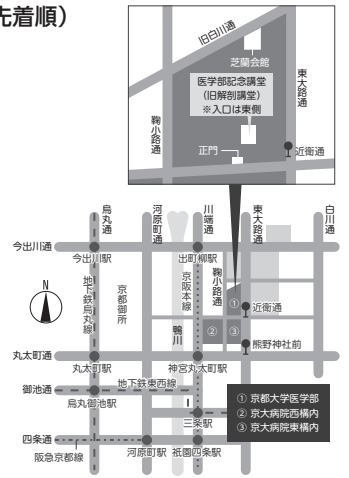 先着順）
旧白川通
芝蘭会館
東大路通
医学部記念講堂
（旧解剖講堂）
※入口は東側
鞠小路通
正門
近衛通
烏丸通
河原町通
川端通
東大路通
白川通
今出川通
今出川駅
出町柳駅
N
地下鉄烏丸線
京都御所
鴨川
京阪本線
鞠小路通
①
近衛通
②
③
熊野神社前
丸太町通
丸太町駅
神宮丸太町駅
御池通
地下鉄東西線
烏丸御池駅
三条駅
① 京都大学医学部
② 京大病院西構内
③ 京大病院東構内
四条通
阪急京都線
河原町駅
祇園四条駅